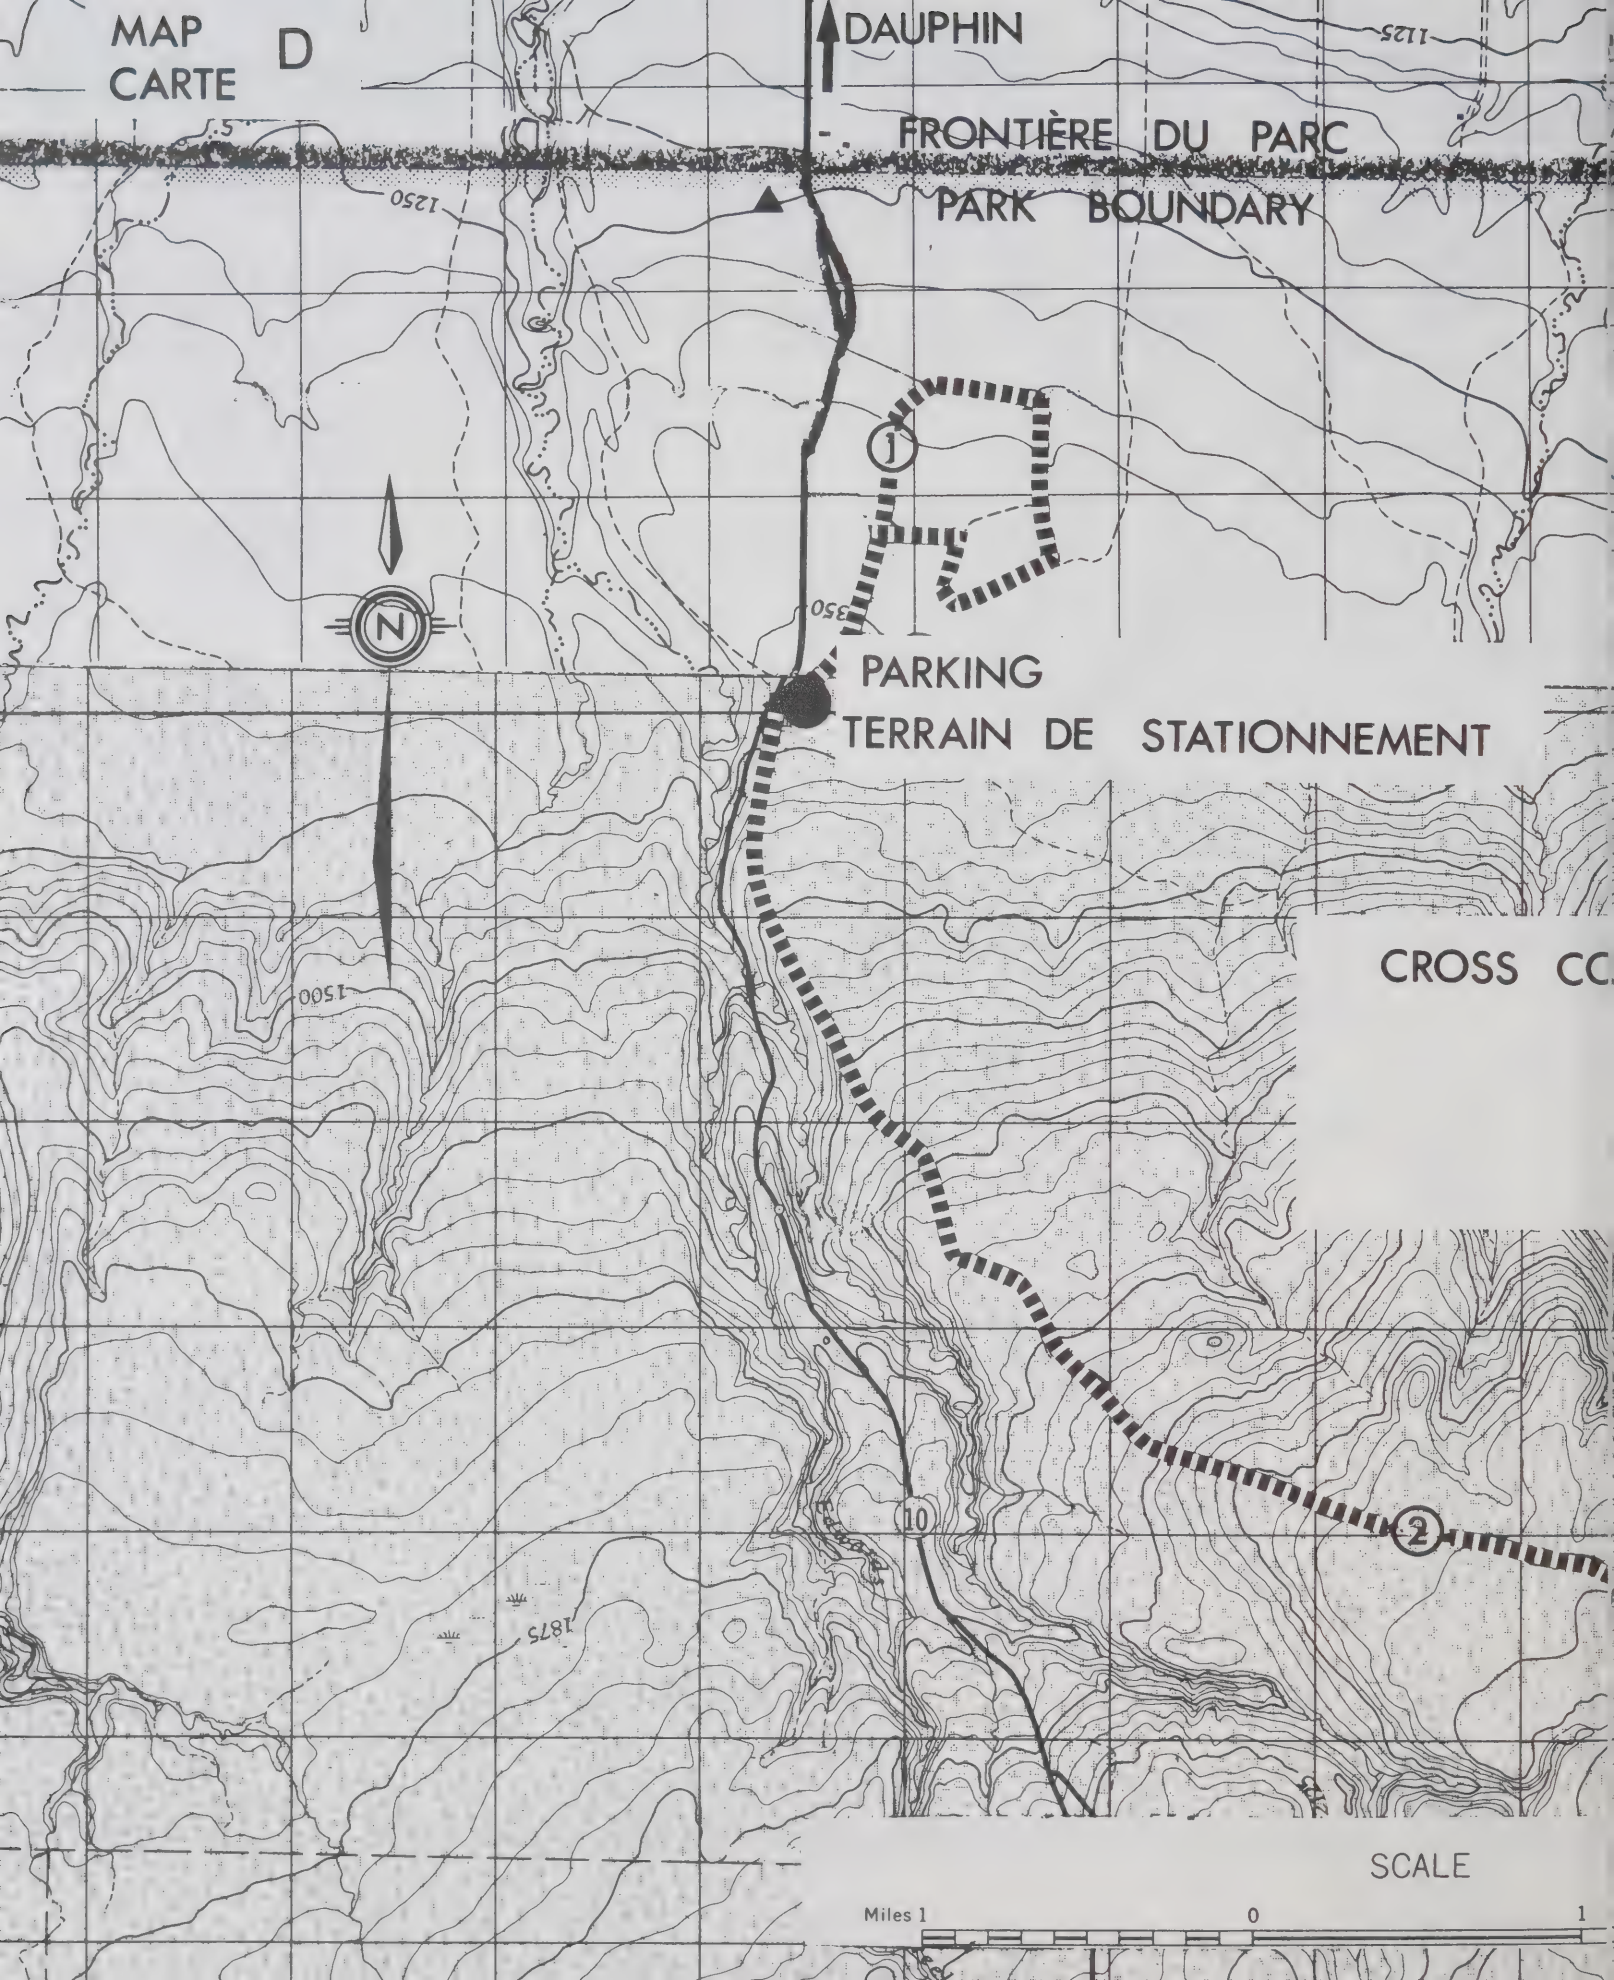 MAP D
CARTE
DAUPHIN
1125
FRONTIÈRE DU PARC
PARK BOUNDARY
1250
1
N
350
PARKING
TERRAIN DE STATIONNEMENT
CROSS
1500
10
Edwards
2
1875
SCALE
Miles 1 0 1